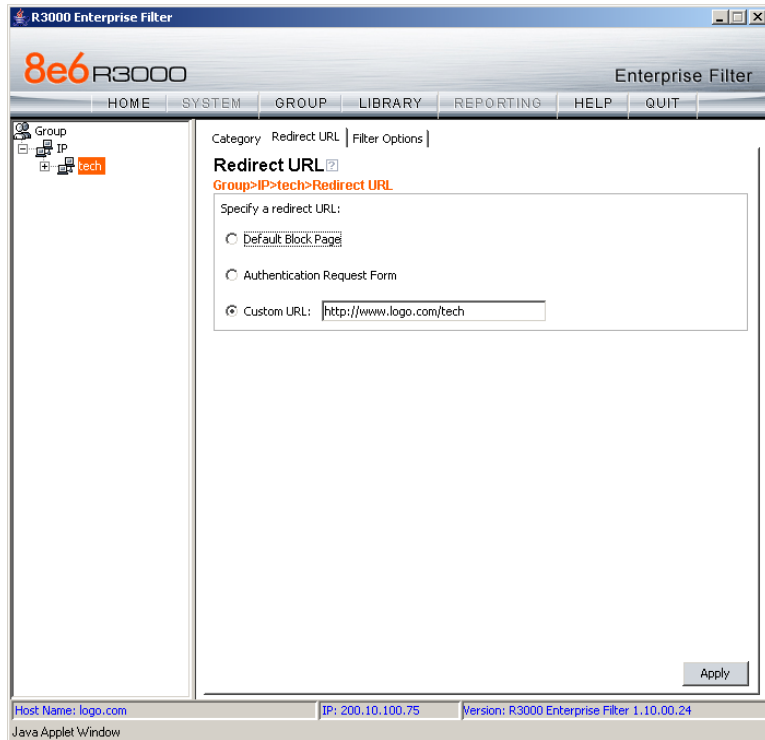 R3000 Enterprise Filter
8e6 R3000
Enterprise Filter
HOME SYSTEM GROUP LIBRARY REPORTING HELP QUIT
Group
IP
tech
Category Redirect URL Filter Options
Redirect URL ?
Group>IP>tech>Redirect URL
Specify a redirect URL:
Default Block Page
Authentication Request Form
Custom URL: http://www.logo.com/tech
Apply
Host Name: logo.com IP: 200.10.100.75 Version: R3000 Enterprise Filter 1.10.00.24
Java Applet Window